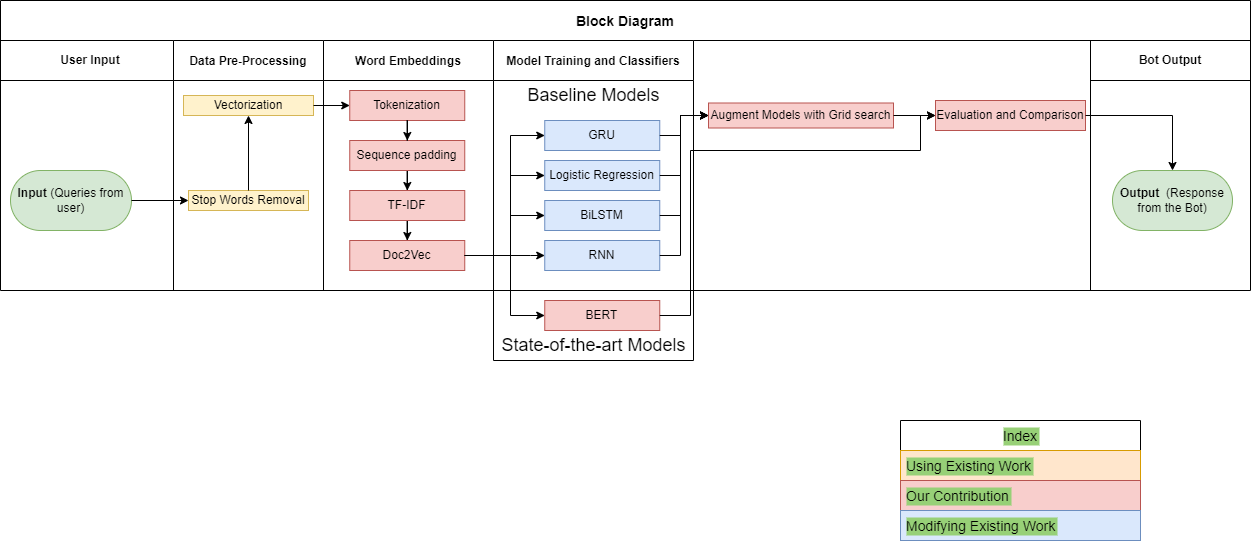 Block Diagram
User Input
Data Pre-Processing
Word Embeddings
Model Training and Classifiers
Bot Output
Input (Queries from
user)
Vectorization
Stop Words Removal
Tokenization
Sequence padding
TF-IDF
Doc2Vec
Baseline Models
GRU
Logistic Regression
BiLSTM
RNN
BERT
State-of-the-art Models
Augment Models with Grid search
Evaluation and Comparison
Output (Response
from the Bot)
Index
Using Existing Work
Our Contribution
Modifying Existing Work